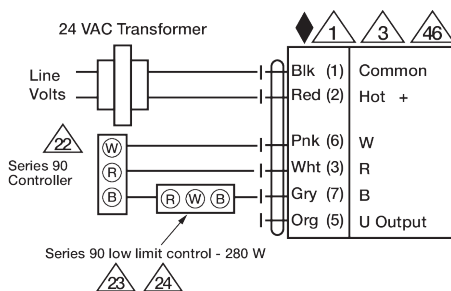 24 VAC Transformer
1 3 46
Line
Volts
Blk (1) Common
Red (2) Hot +
22
Series 90
Controller
W
R
B
Pnk (6) W
Wht (3) R
R W B
Gry (7) B
Org (5) U Output
Series 90 low limit control - 280 W
23 24